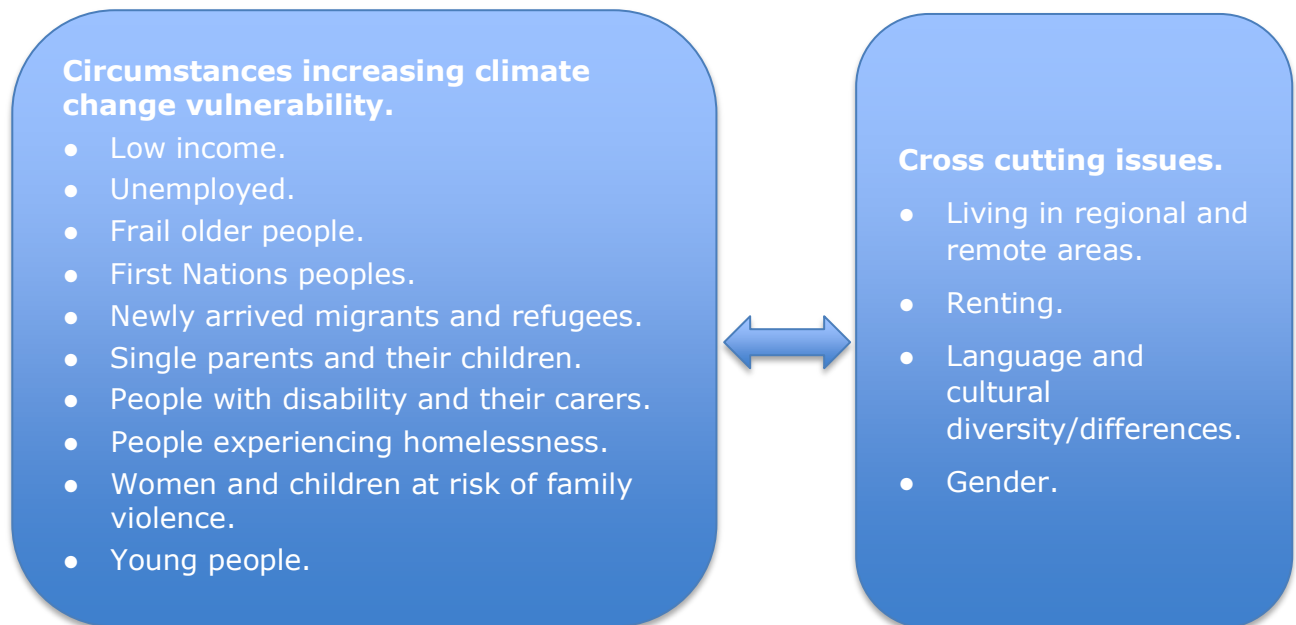 Circumstances increasing climate
change vulnerability.
● Low income.
● Unemployed.
● Frail older people.
● First Nations peoples.
● Newly arrived migrants and refugees.
● Single parents and their children.
● People with disability and their carers.
● People experiencing homelessness.
● Women and children at risk of family
violence.
● Young people.
Cross cutting issues.
● Living in regional and
remote areas.
● Renting.
● Language and
cultural
diversity/differences.
● Gender.